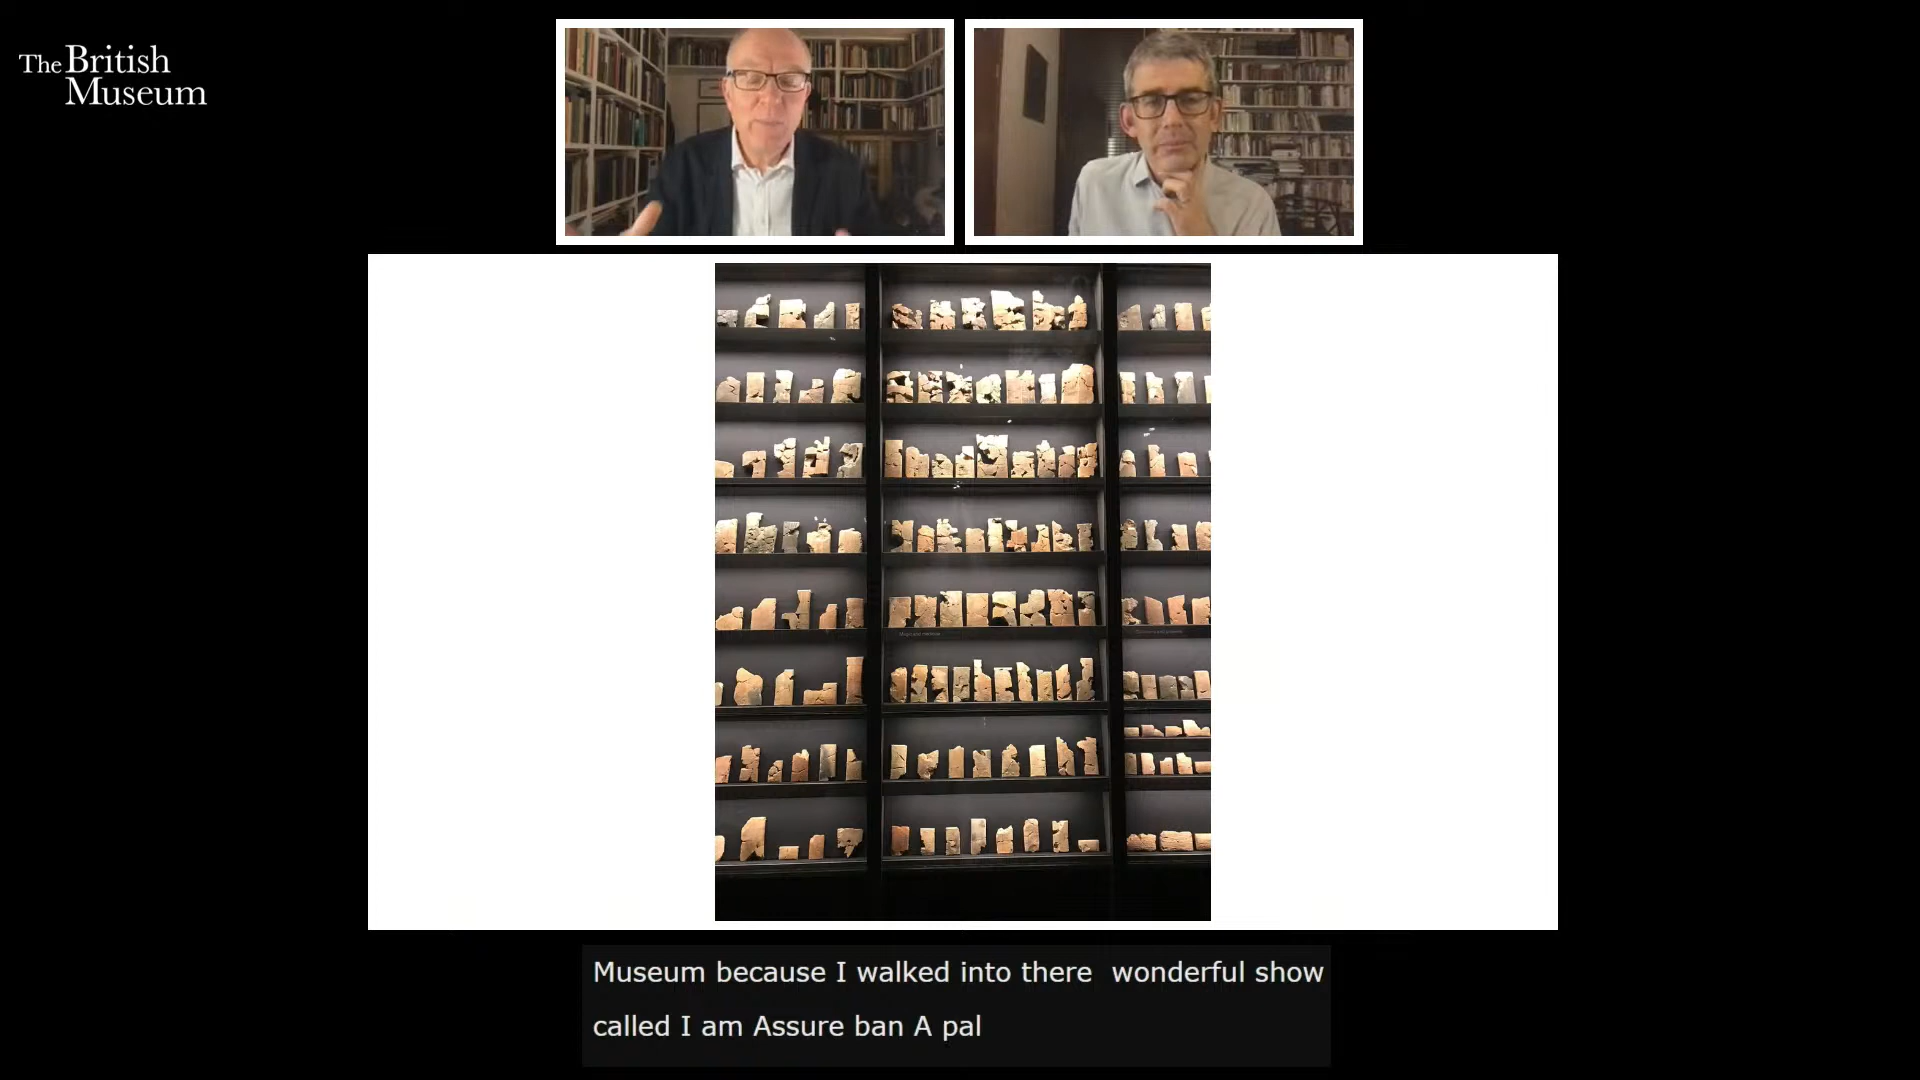 The British
Museum
Museum because I walked into there  wonderful show
called I am Assure ban A pal